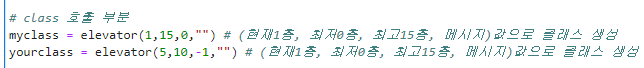 # class 호출 부분
myclass = elevator(1,15,0,"") # (현재1층, 최저0층, 최고15층, 메시지)값으로 클래스 생성
yourclass = elevator(5,10,-1,"") # (현재1층, 최저0층, 최고15층, 메시지)값으로 클래스 생성